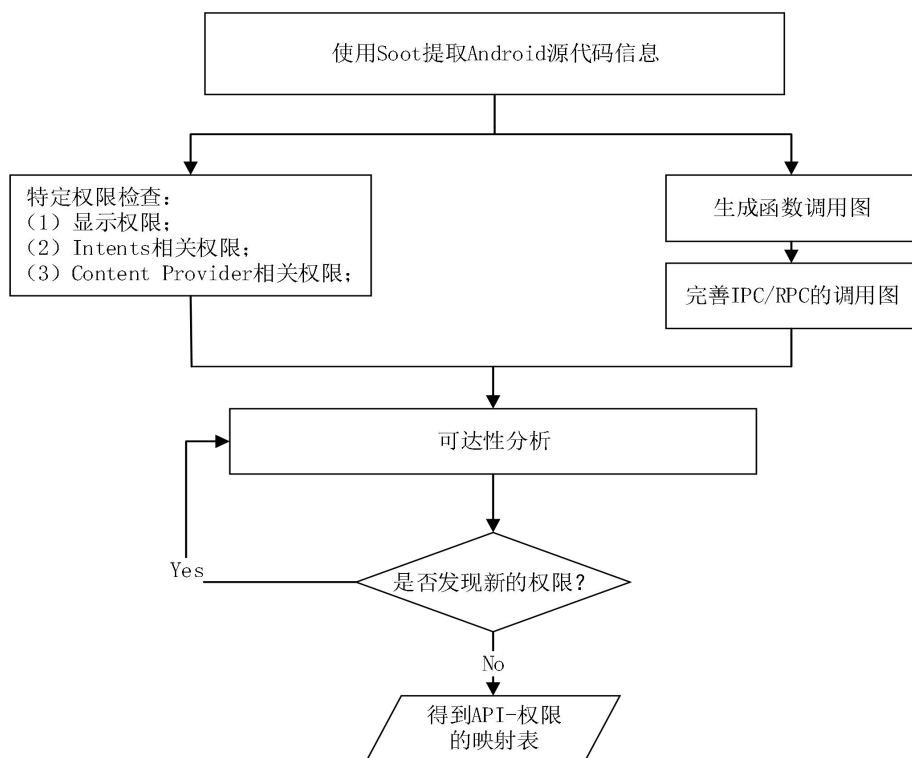 使用Soot提取Android源代码信息
特定权限检查:
(1) 显示权限;
(2) Intents相关权限;
(3) Content Provider相关权限;
生成函数调用图
完善IPC/RPC的调用图
可达性分析
Yes
是否发现新的权限?
No
得到API-权限
的映射表